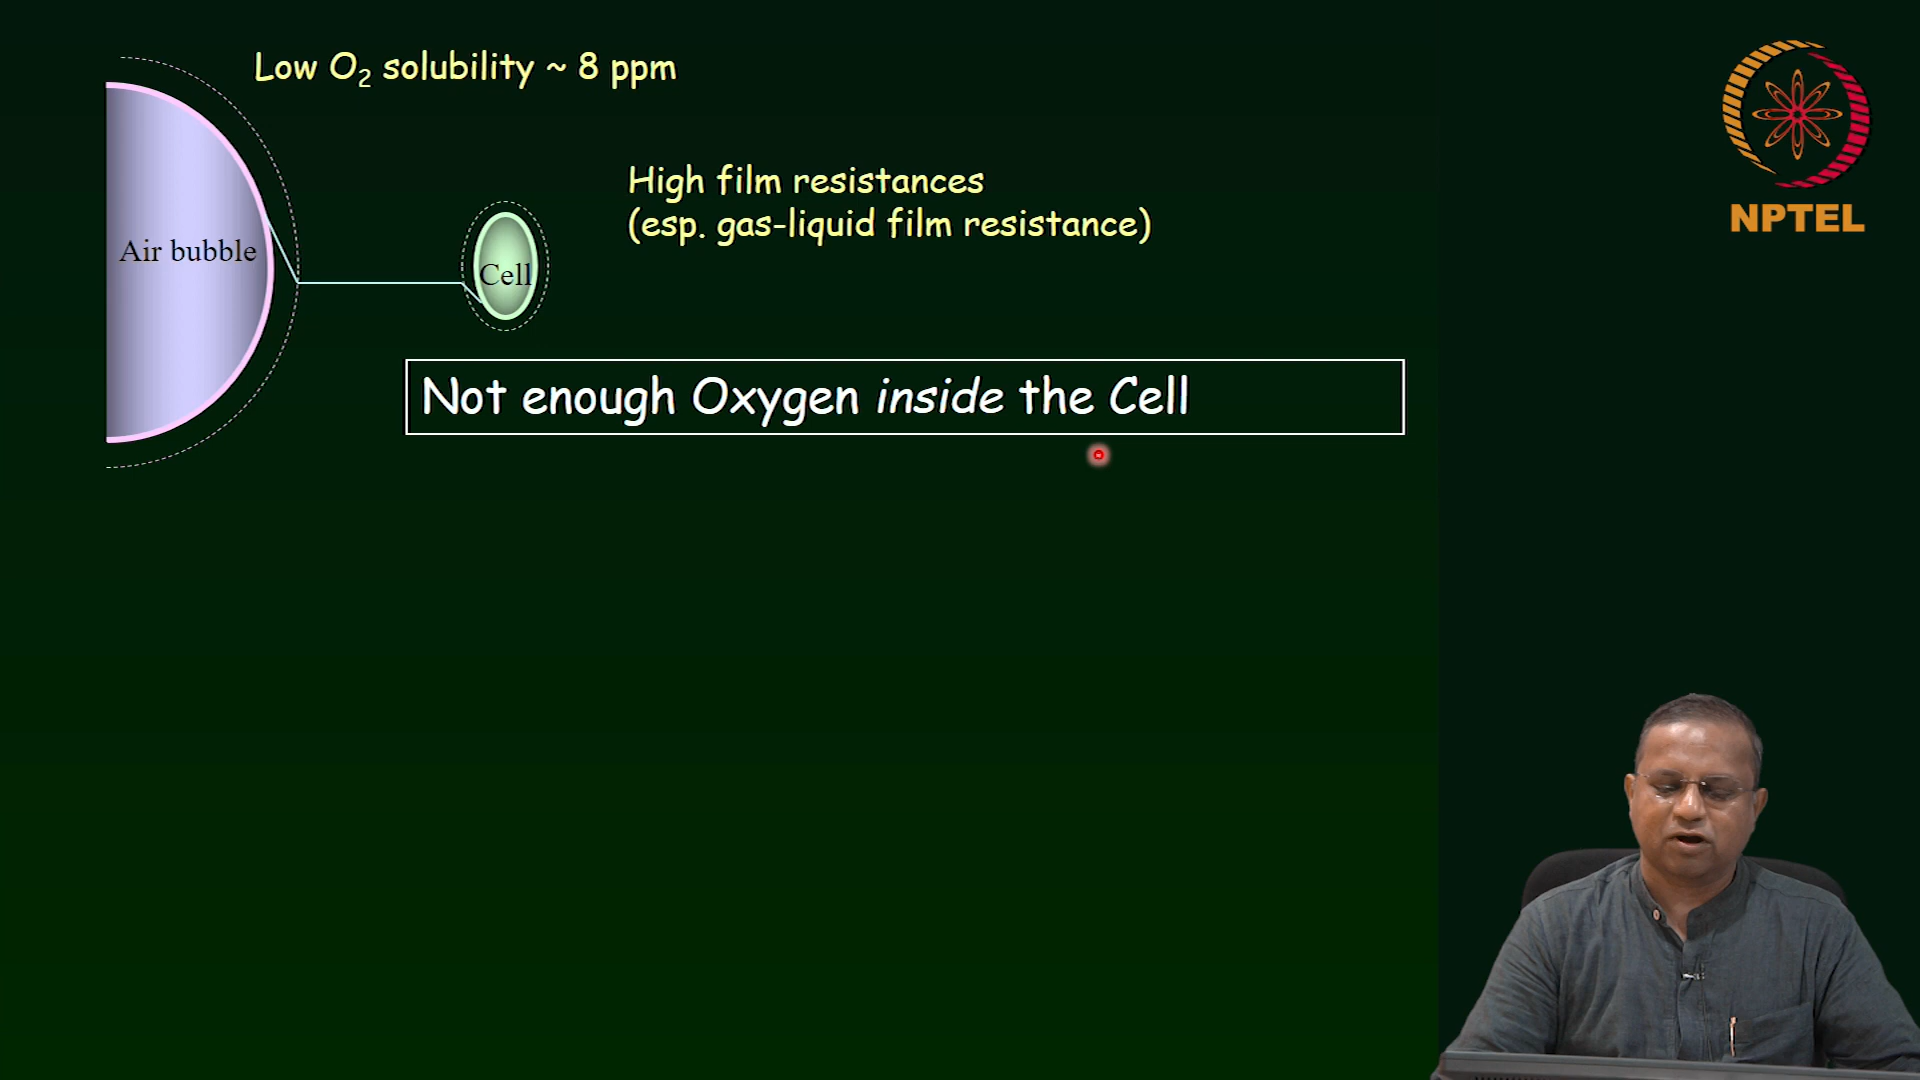 Low O₂ solubility ~ 8 ppm
High film resistances
(esp. gas-liquid film resistance)
Air bubble
Cell
Not enough Oxygen inside the Cell
NPTEL